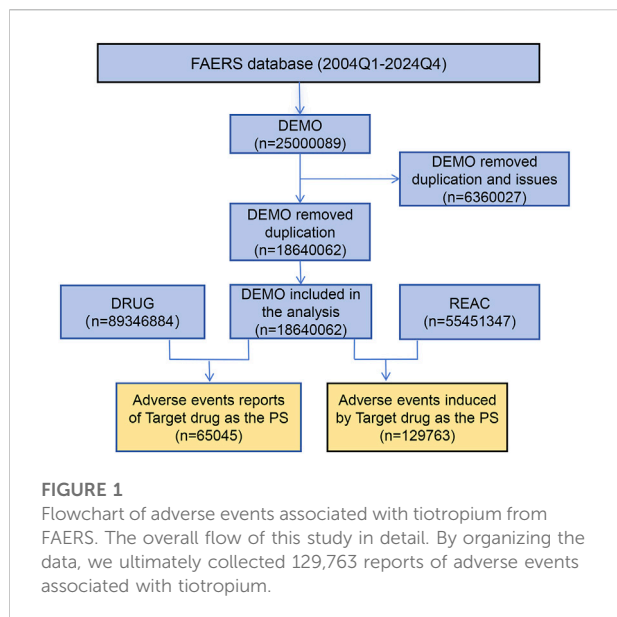 FAERS database (2004Q1-2024Q4)
DEMO
(n=25000089)
DEMO removed
duplication and issues
(n=6360027)
DEMO removed
duplication
(n=18640062)
DRUG
(n=89346884)
DEMO included in
the analysis
(n=18640062)
REAC
(n=55451347)
Adverse events reports
of Target drug as the PS
(n=65045)
Adverse events induced
by Target drug as the PS
(n=129763)
FIGURE 1
Flowchart of adverse events associated with tiotropium from
FAERS. The overall flow of this study in detail. By organizing the
data, we ultimately collected 129,763 reports of adverse events
associated with tiotropium.